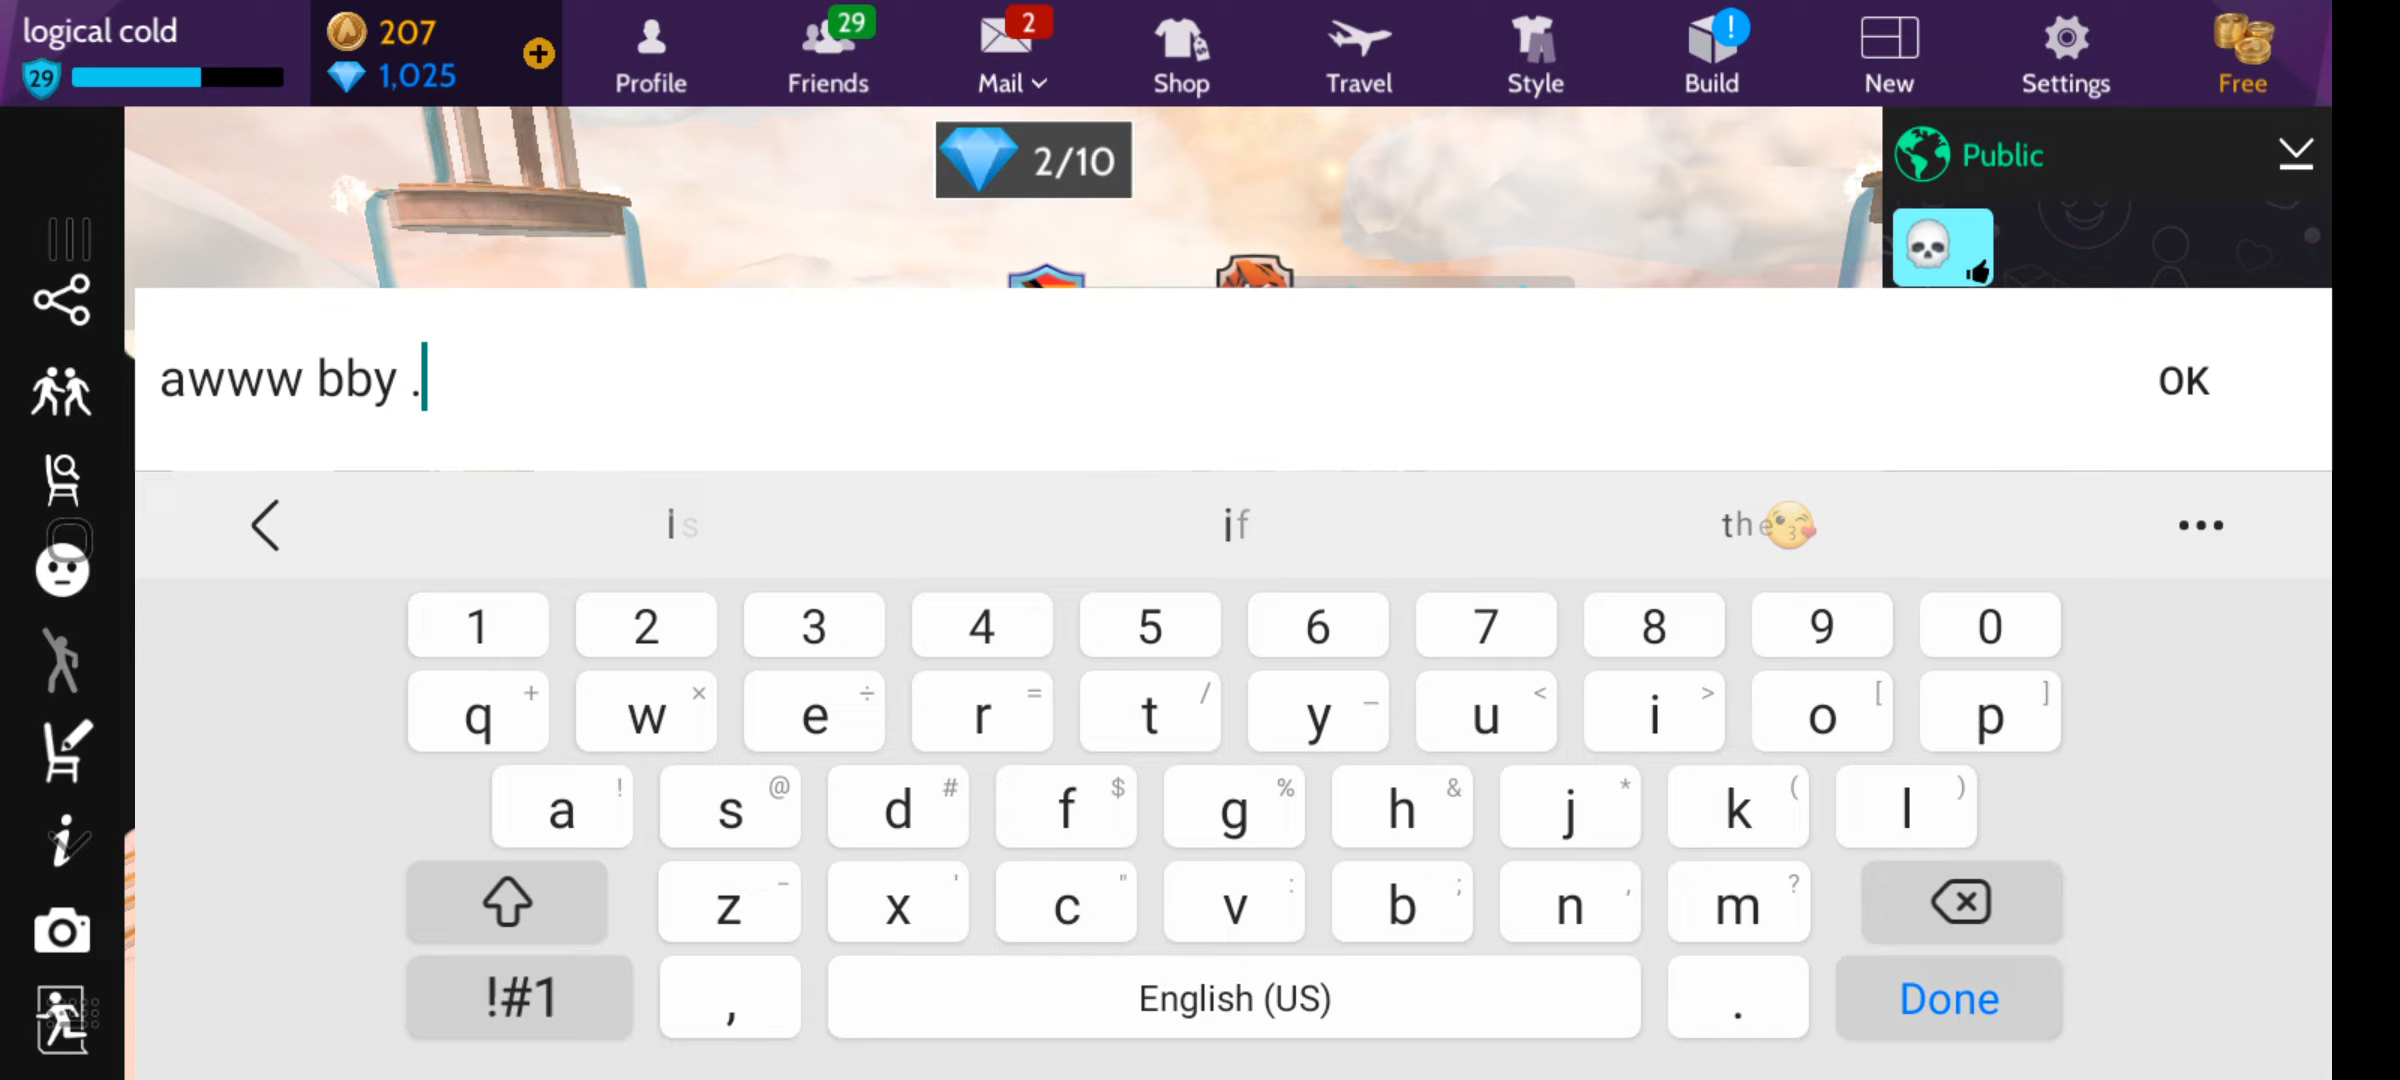 logical cold
29
207
1,025
Profile
29
Friends
2
Mail
Shop
Travel
Style
!
Build
New
Settings
Free
2/10
Public
awww bby .
OK
is
if
the
1 2 3 4 5 6 7 8 9 0
q + w × e ÷ r = t / y _ u < i > o [ p ]
a ! s @ d # f $ g % h & j * k ( l )
z - x ' c " v : b ; n , m ?
!#1 , English (US) . Done